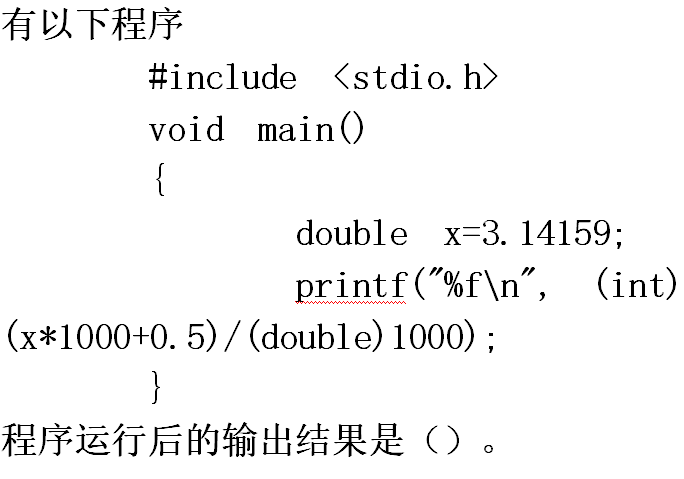 有以下程序
#include <stdio.h>
void main()
{
double x=3.14159;
printf("%f\n", (int)
(x*1000+0.5)/(double)1000);
}
程序运行后的输出结果是（）。